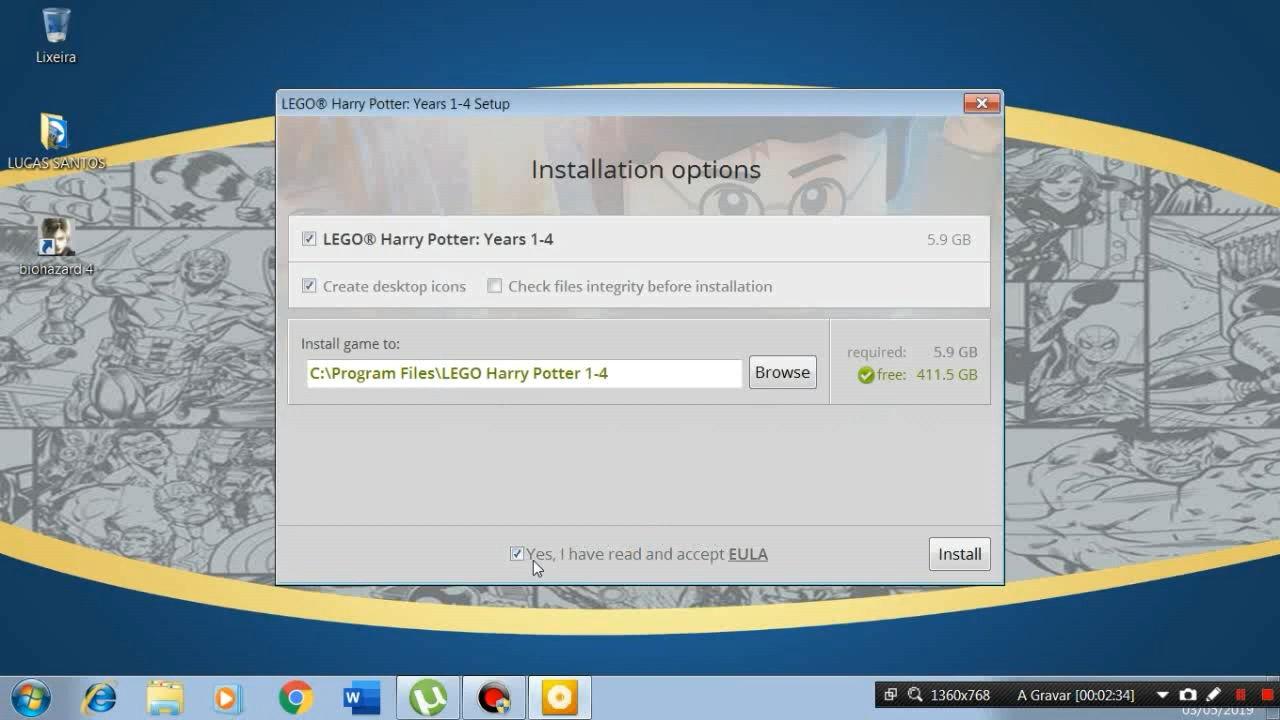 Lixeira
LUCAS SANTOS
biohazard 4
LEGO® Harry Potter: Years 1-4 Setup
Installation options
LEGO® Harry Potter: Years 1-4
5.9 GB
Create desktop icons
Check files integrity before installation
Install game to:
C:\Program Files\LEGO Harry Potter 1-4
Browse
required: 5.9 GB
free: 411.5 GB
Yes, I have read and accept EULA
Install
W
1360x768
A Gravar [00:02:34]
03/05/2019